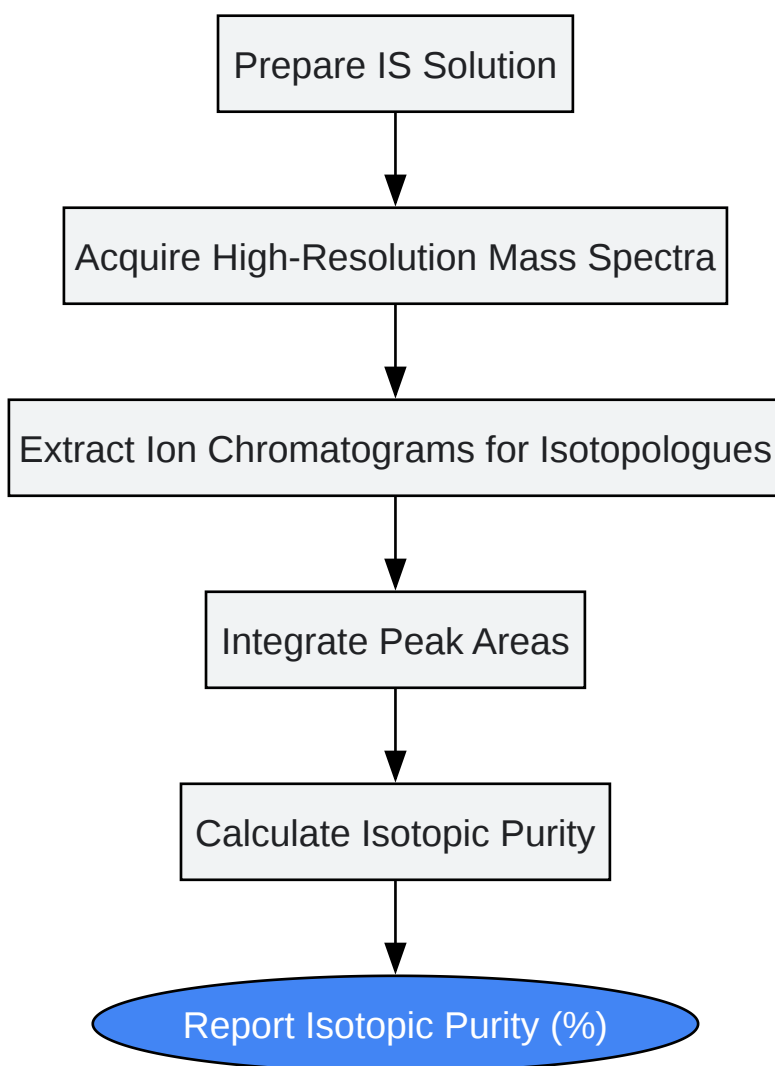 Prepare IS Solution
Acquire High-Resolution Mass Spectra
Extract Ion Chromatograms for Isotopologues
Integrate Peak Areas
Calculate Isotopic Purity
Report Isotopic Purity (%)